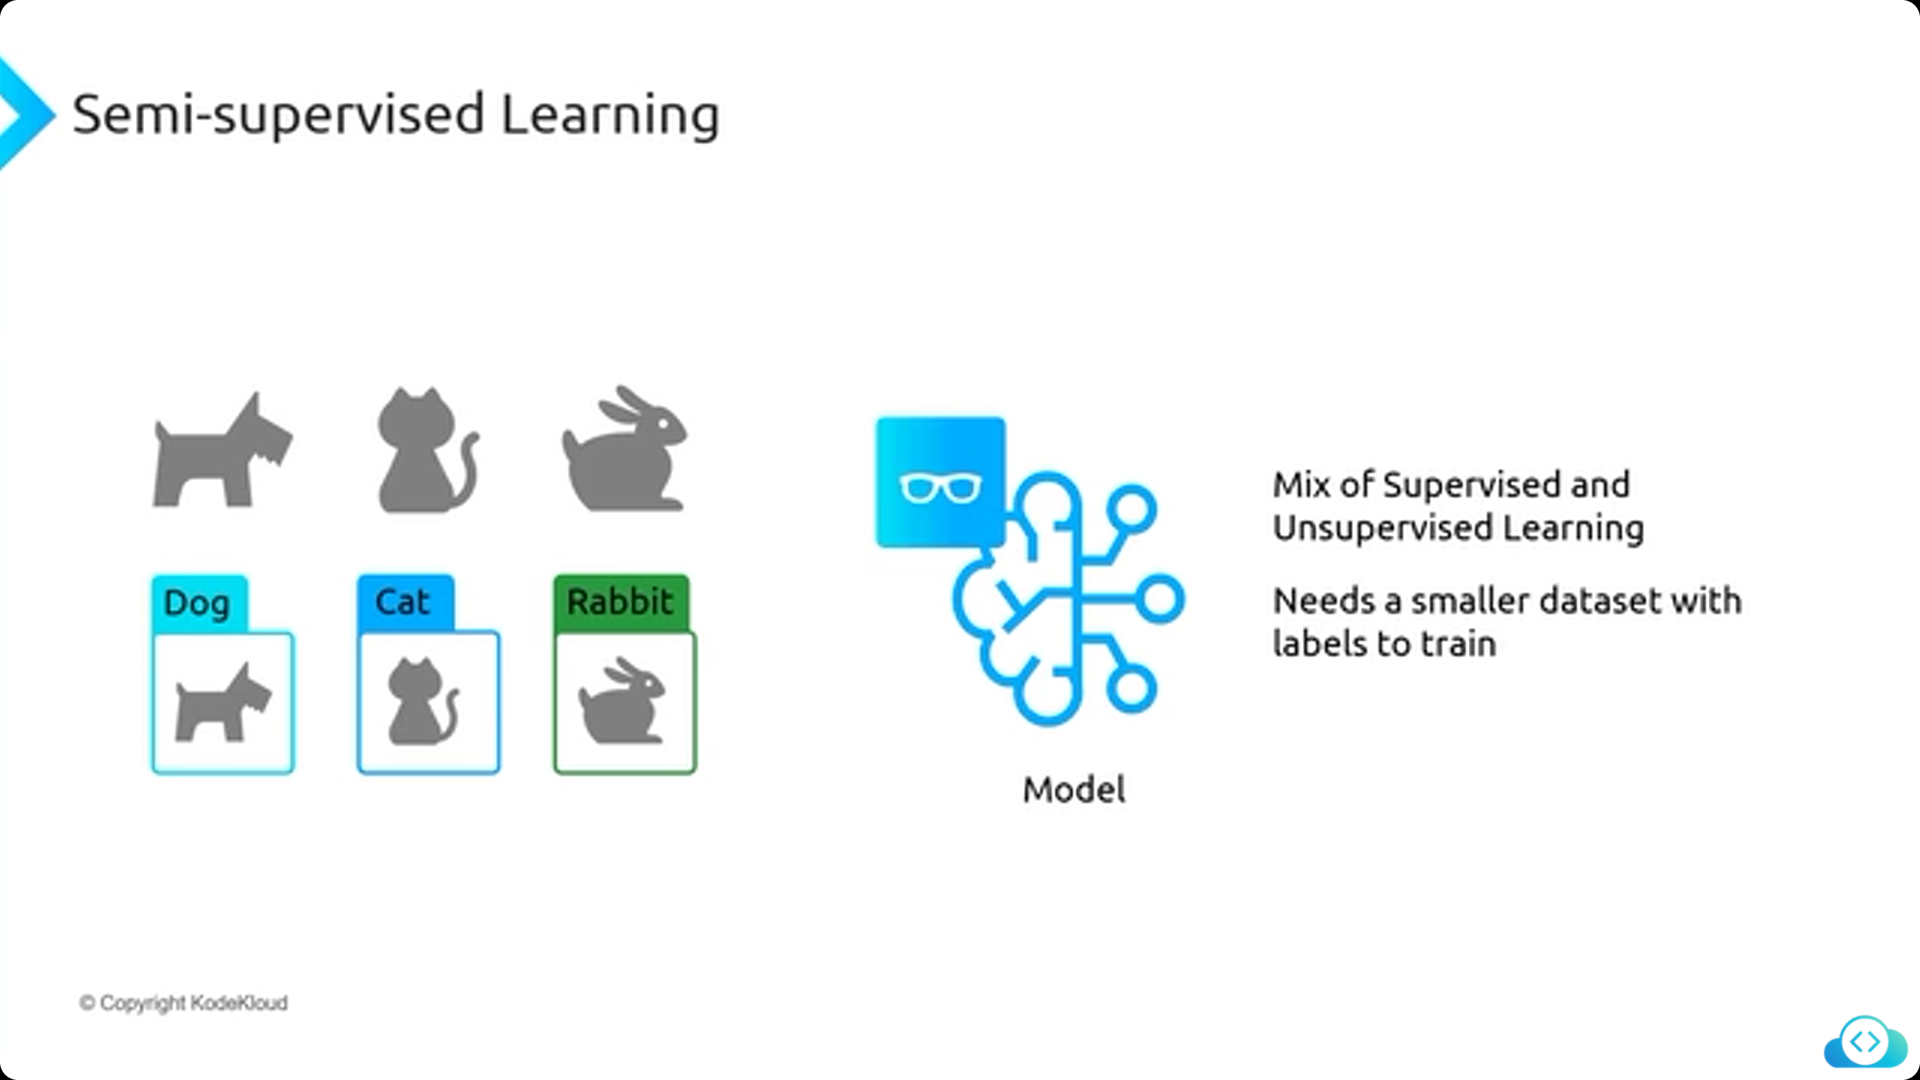 Semi-supervised Learning
Dog
Cat
Rabbit
Model
Mix of Supervised and
Unsupervised Learning
Needs a smaller dataset with
labels to train
© Copyright KodeKloud